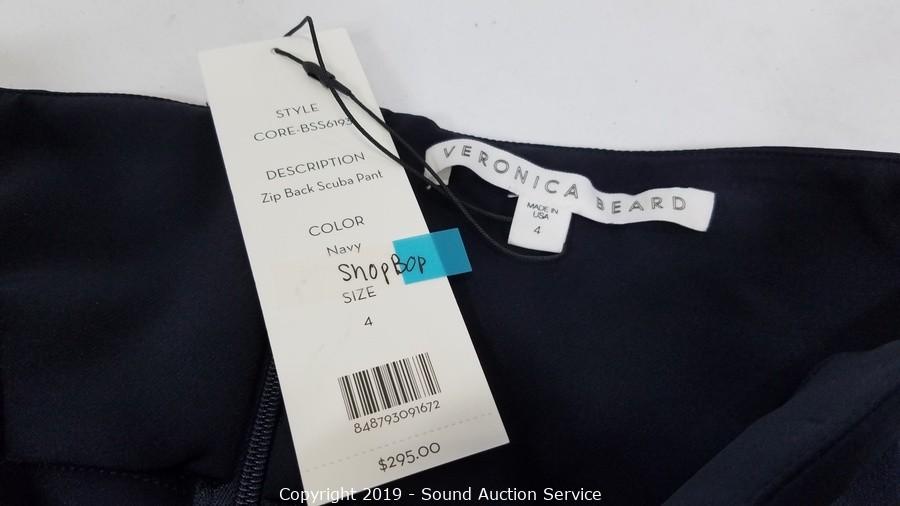 STYLE
CORE-BSS6193
DESCRIPTION
Zip Back Scuba Pant
COLOR
Navy
ShopBop
SIZE
4
848793091672
$295.00
VERONICA BEARD
MADE IN
USA
4
Copyright 2019 - Sound Auction Service